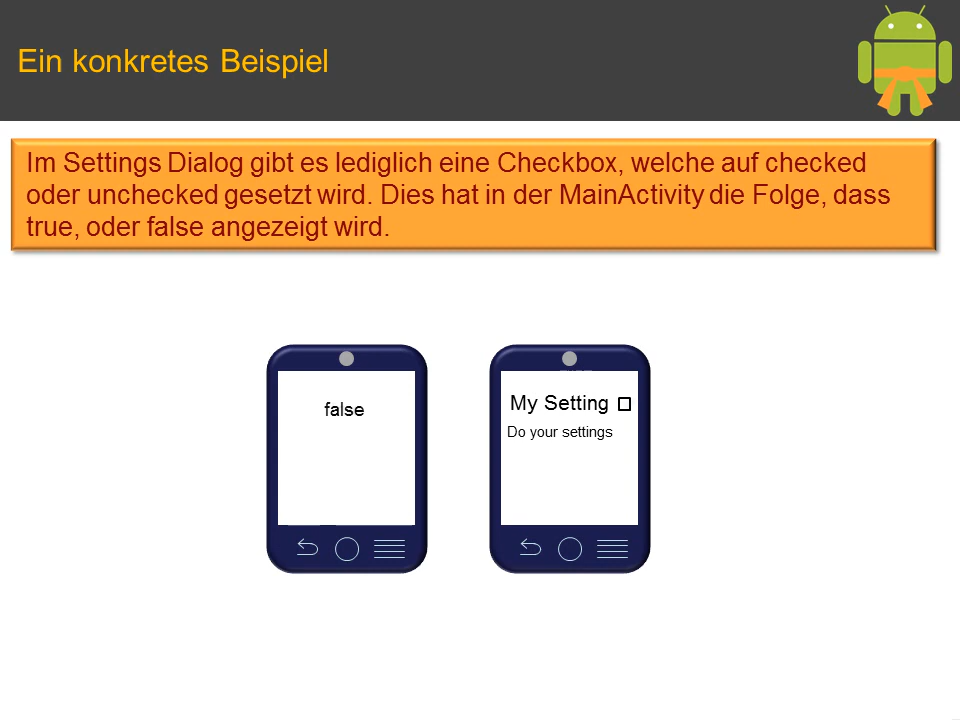 Ein konkretes Beispiel
Im Settings Dialog gibt es lediglich eine Checkbox, welche auf checked
oder unchecked gesetzt wird. Dies hat in der MainActivity die Folge, dass
true, oder false angezeigt wird.
false
My Setting
Do your settings